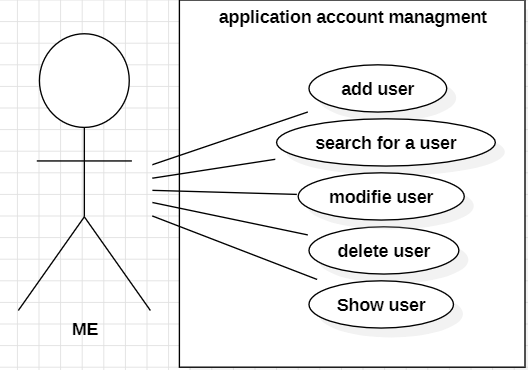 application account managment
add user
search for a user
modifie user
delete user
Show user
ME